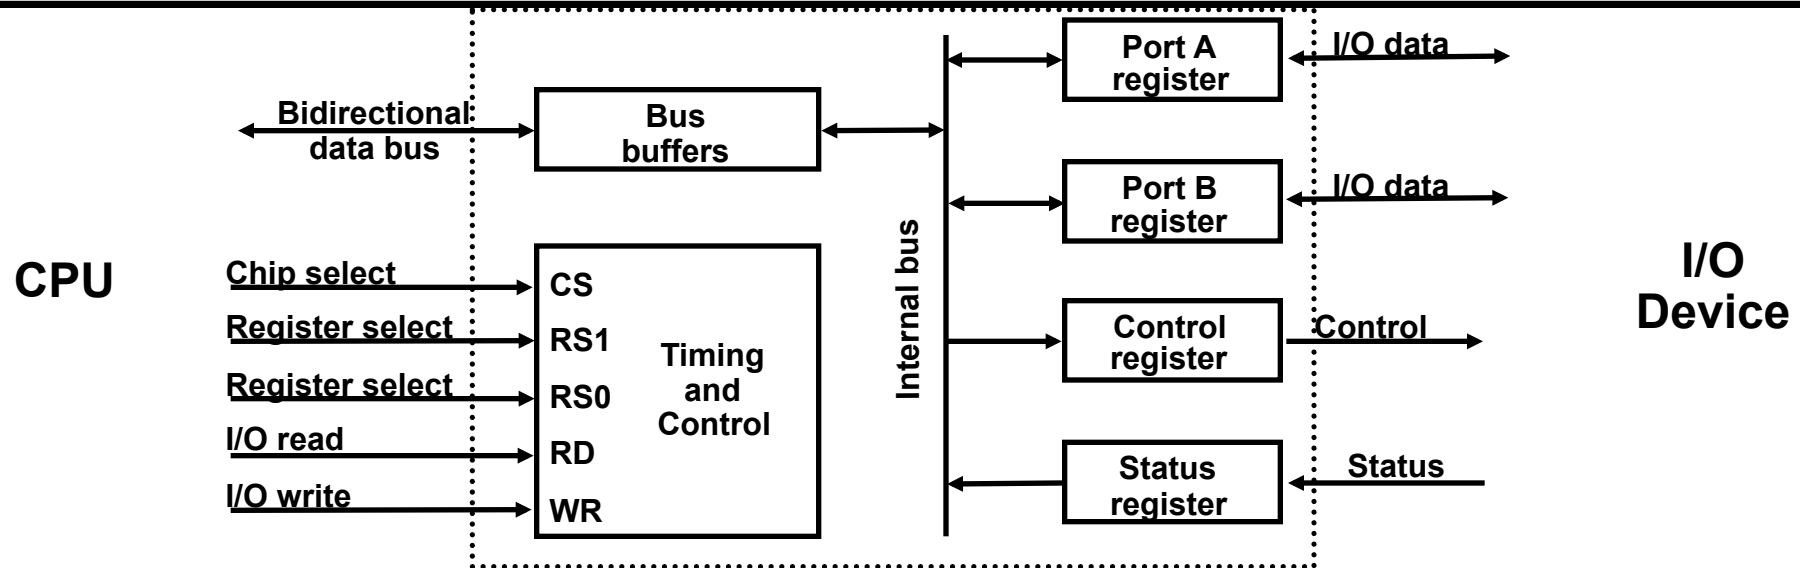 CPU
Bidirectional
data bus
Bus
buffers
Chip select
Register select
Register select
I/O read
I/O write
CS
RS1
RS0
RD
WR
Timing
and
Control
Internal bus
Port A
register
I/O data
Port B
register
I/O data
Control
register
Control
Status
register
Status
I/O
Device